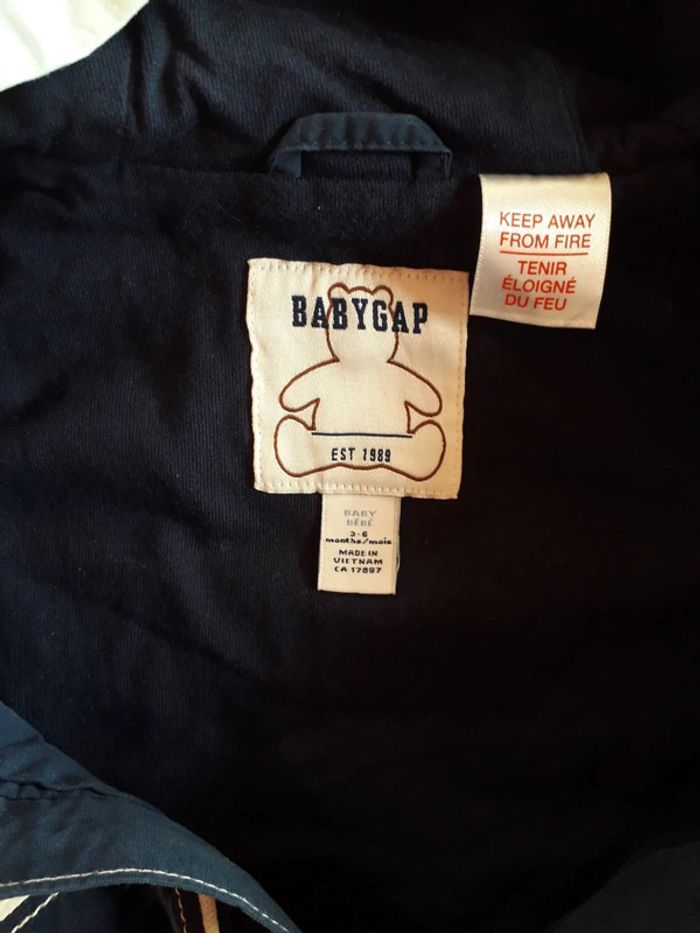 KEEP AWAY
FROM FIRE
TENIR
ÉLOIGNÉ
DU FEU
BABYGAP
EST 1989
BABY
BÉBÉ
3-6
months/mois
MADE IN
VIETNAM
CA 17897